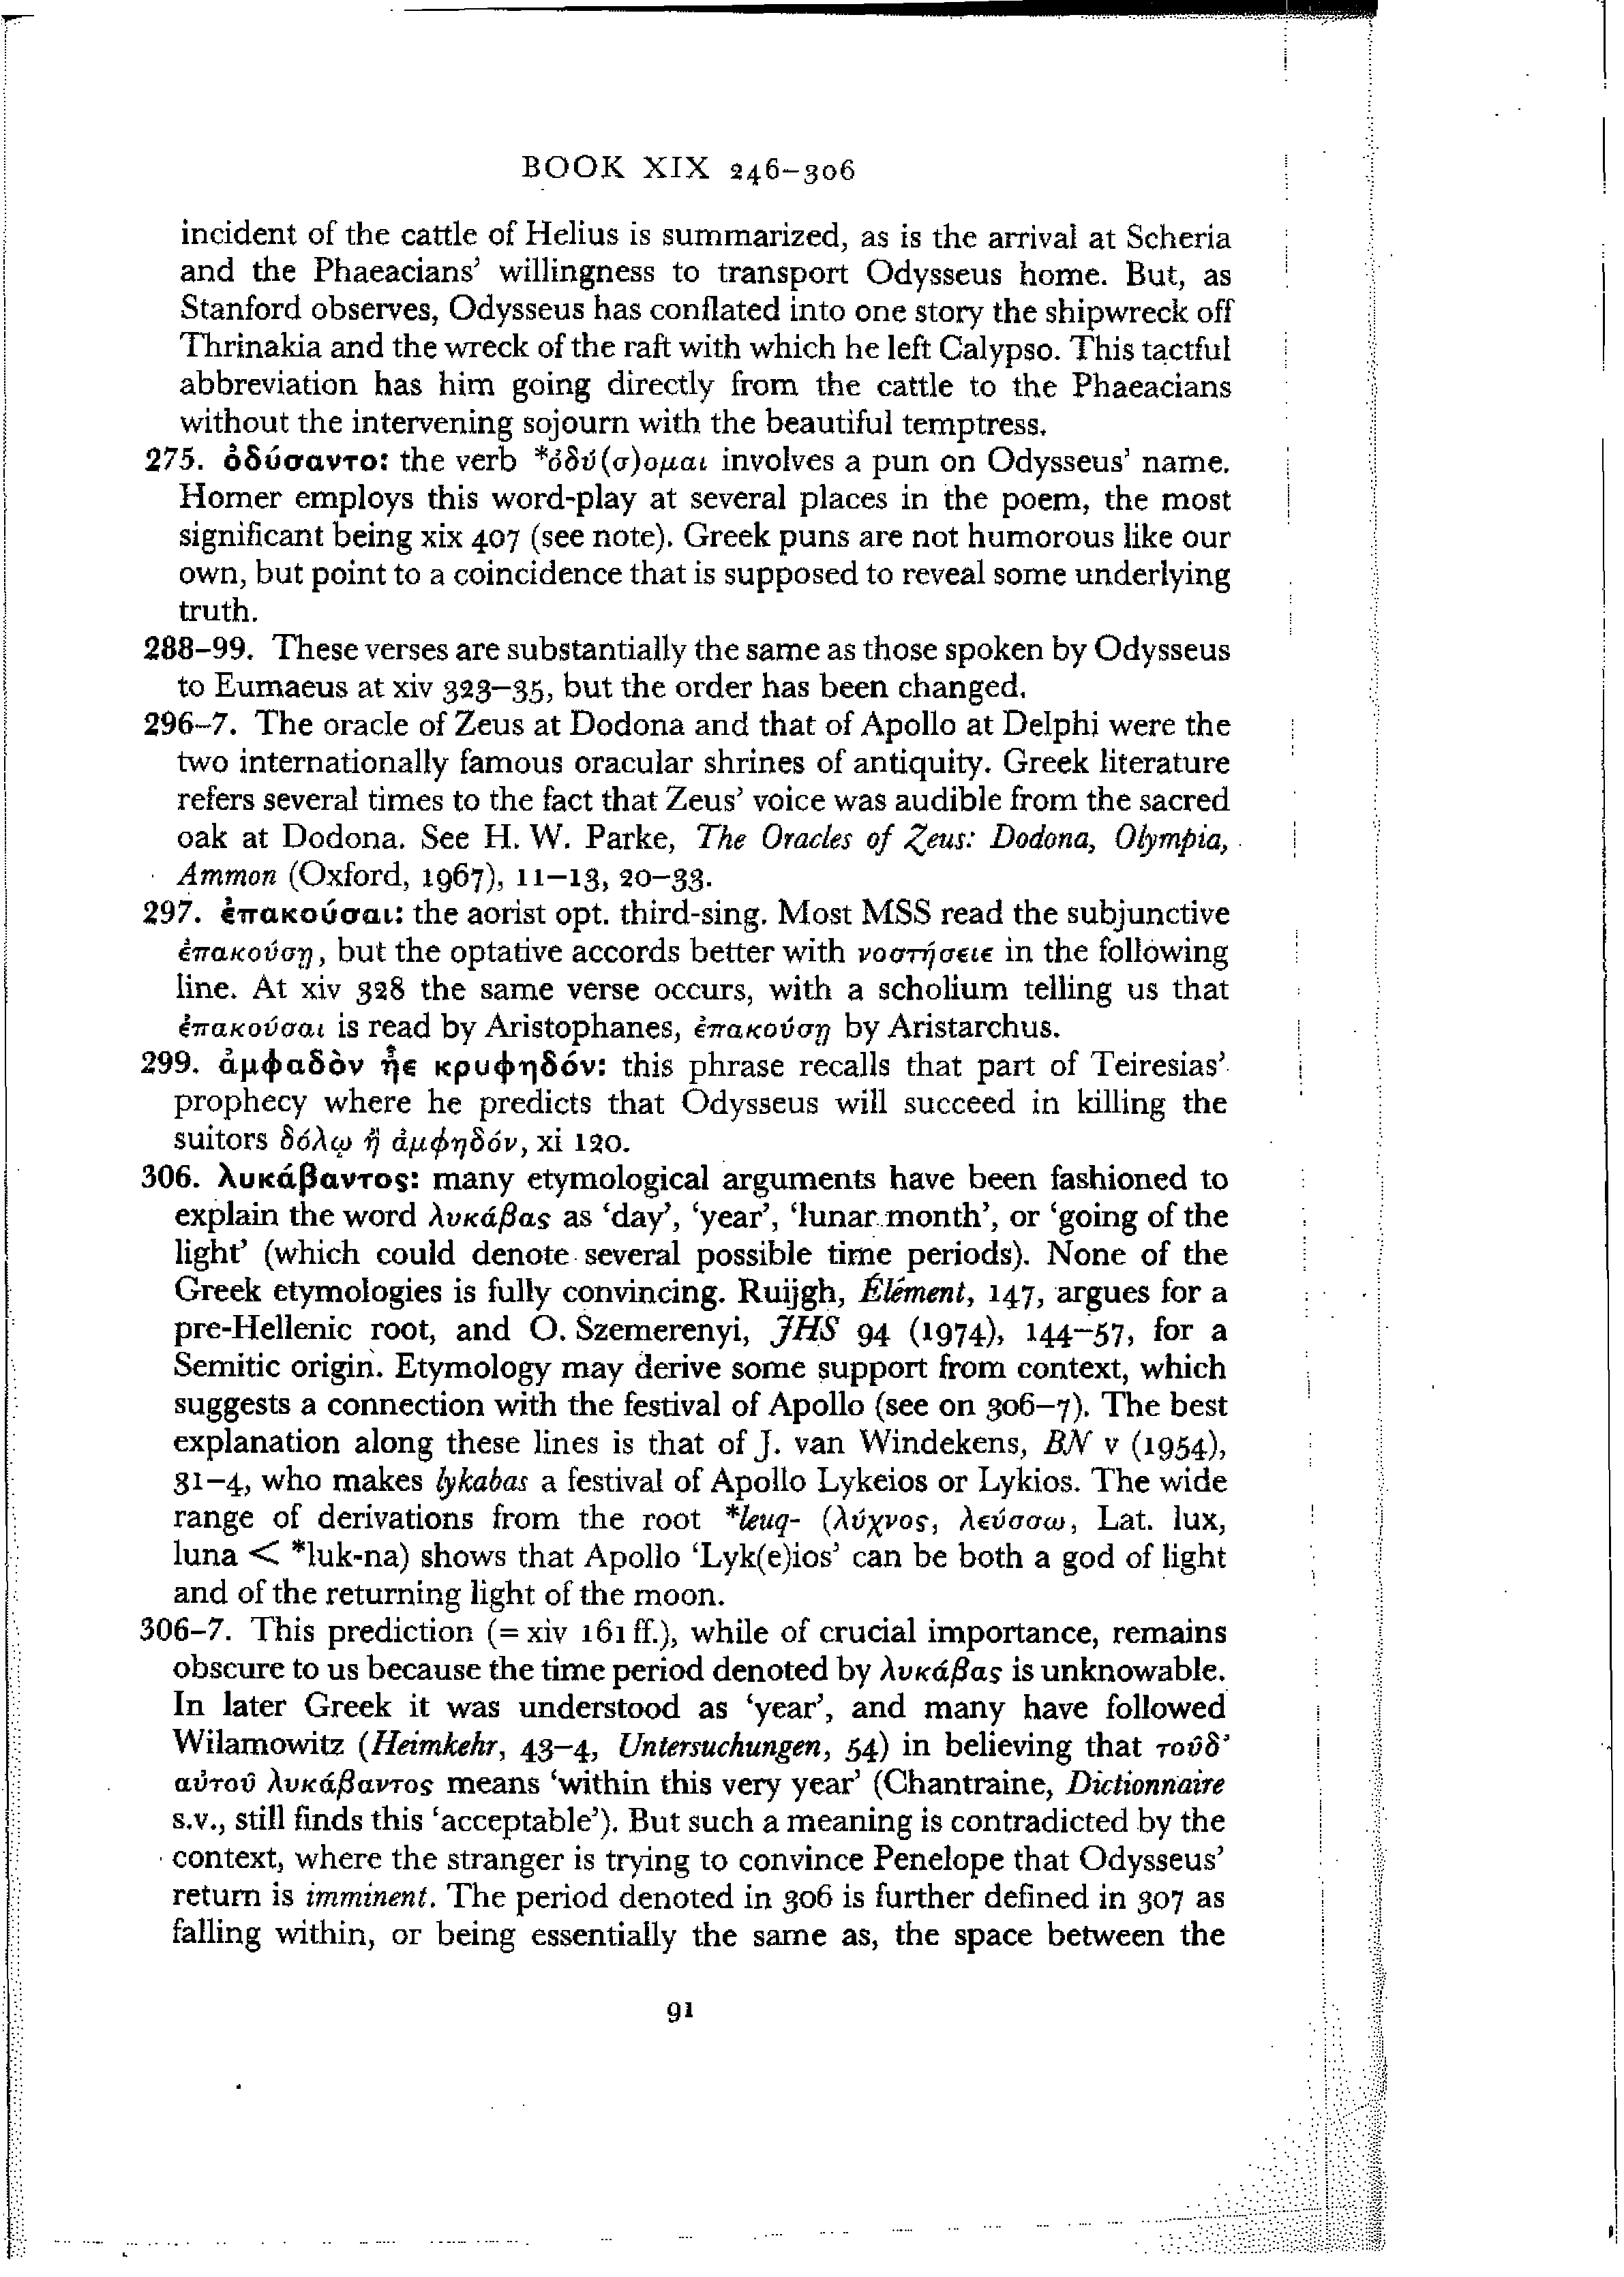 BOOK XIX 246–306
incident of the cattle of Helius is summarized, as is the arrival at Scheria
and the Phaeacians’ willingness to transport Odysseus home. But, as
Stanford observes, Odysseus has conflated into one story the shipwreck off
Thrinakia and the wreck of the raft with which he left Calypso. This tactful
abbreviation has him going directly from the cattle to the Phaeacians
without the intervening sojourn with the beautiful temptress.
275. ὀδύσαντο: the verb *ὀδύ(σ)ομαι involves a pun on Odysseus’ name.
Homer employs this word-play at several places in the poem, the most
significant being xix 407 (see note). Greek puns are not humorous like our
own, but point to a coincidence that is supposed to reveal some underlying
truth.
288–99. These verses are substantially the same as those spoken by Odysseus
to Eumaeus at xiv 323–35, but the order has been changed.
296–7. The oracle of Zeus at Dodona and that of Apollo at Delphi were the
two internationally famous oracular shrines of antiquity. Greek literature
refers several times to the fact that Zeus’ voice was audible from the sacred
oak at Dodona. See H. W. Parke, The Oracles of Zeus: Dodona, Olympia,
Ammon (Oxford, 1967), 11–13, 20–33.
297. ἐπακούσαι: the aorist opt. third-sing. Most MSS read the subjunctive
ἐπακούσῃ, but the optative accords better with νοστήσειε in the following
line. At xiv 328 the same verse occurs, with a scholium telling us that
ἐπακούσαι is read by Aristophanes, ἐπακούσῃ by Aristarchus.
299. ἀμφαδὸν ἦε κρυφηδόν: this phrase recalls that part of Teiresias’
prophecy where he predicts that Odysseus will succeed in killing the
suitors δόλῳ ἢ ἀμφηδόν, xi 120.
306. λυκάβαντος: many etymological arguments have been fashioned to
explain the word λυκάβας as ‘day’, ‘year’, ‘lunar month’, or ‘going of the
light’ (which could denote several possible time periods). None of the
Greek etymologies is fully convincing. Ruijgh, Élément, 147, argues for a
pre-Hellenic root, and O. Szemerenyi, JHS 94 (1974), 144–57, for a
Semitic origin. Etymology may derive some support from context, which
suggests a connection with the festival of Apollo (see on 306–7). The best
explanation along these lines is that of J. van Windekens, BN v (1954),
31–4, who makes lykabas a festival of Apollo Lykeios or Lykios. The wide
range of derivations from the root *leuq- (λύχνος, λεύσσω, Lat. lux,
luna < *luk-na) shows that Apollo ‘Lyk(e)ios’ can be both a god of light
and of the returning light of the moon.
306–7. This prediction (= xiv 161 ff.), while of crucial importance, remains
obscure to us because the time period denoted by λυκάβας is unknowable.
In later Greek it was understood as ‘year’, and many have followed
Wilamowitz (Heimkehr, 43–4, Untersuchungen, 54) in believing that τοῦδ’
αὐτοῦ λυκάβαντος means ‘within this very year’ (Chantraine, Dictionnaire
s.v., still finds this ‘acceptable’). But such a meaning is contradicted by the
context, where the stranger is trying to convince Penelope that Odysseus’
return is imminent. The period denoted in 306 is further defined in 307 as
falling within, or being essentially the same as, the space between the
91